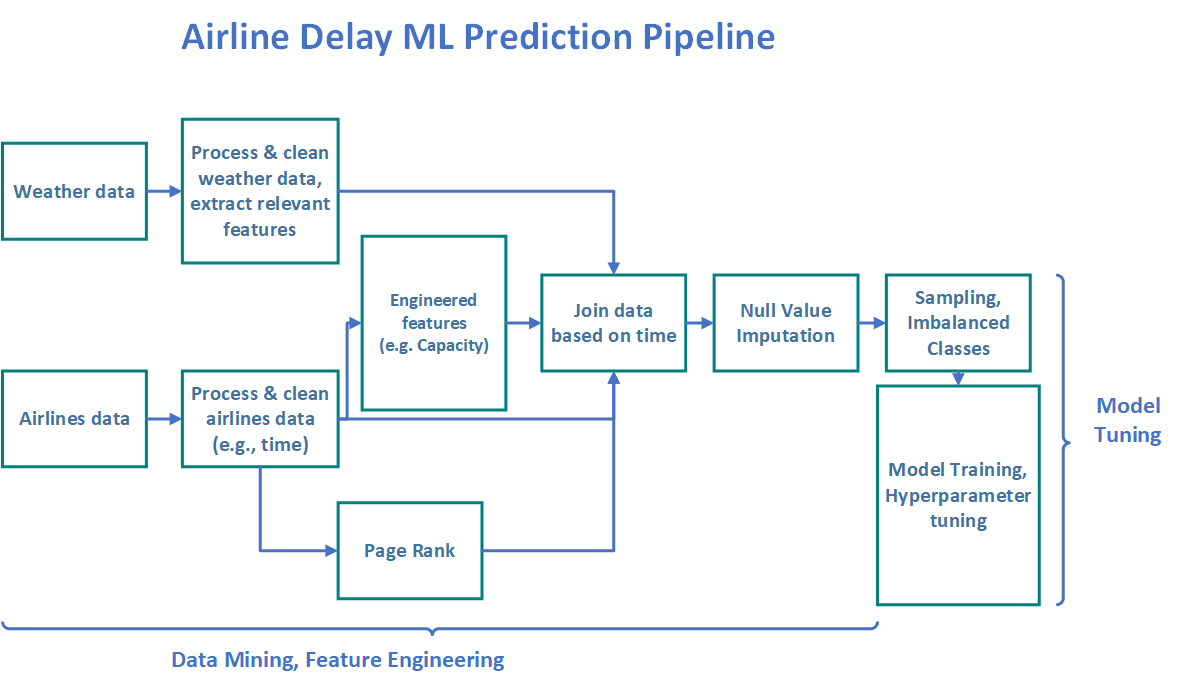 Airline Delay ML Prediction Pipeline
Weather data
Process & clean
weather data,
extract relevant
features
Engineered
features
(e.g. Capacity)
Join data
based on time
Null Value
Imputation
Sampling,
Imbalanced
Classes
Airlines data
Process & clean
airlines data
(e.g., time)
Page Rank
Model Training,
Hyperparameter
tuning
Model
Tuning
Data Mining, Feature Engineering